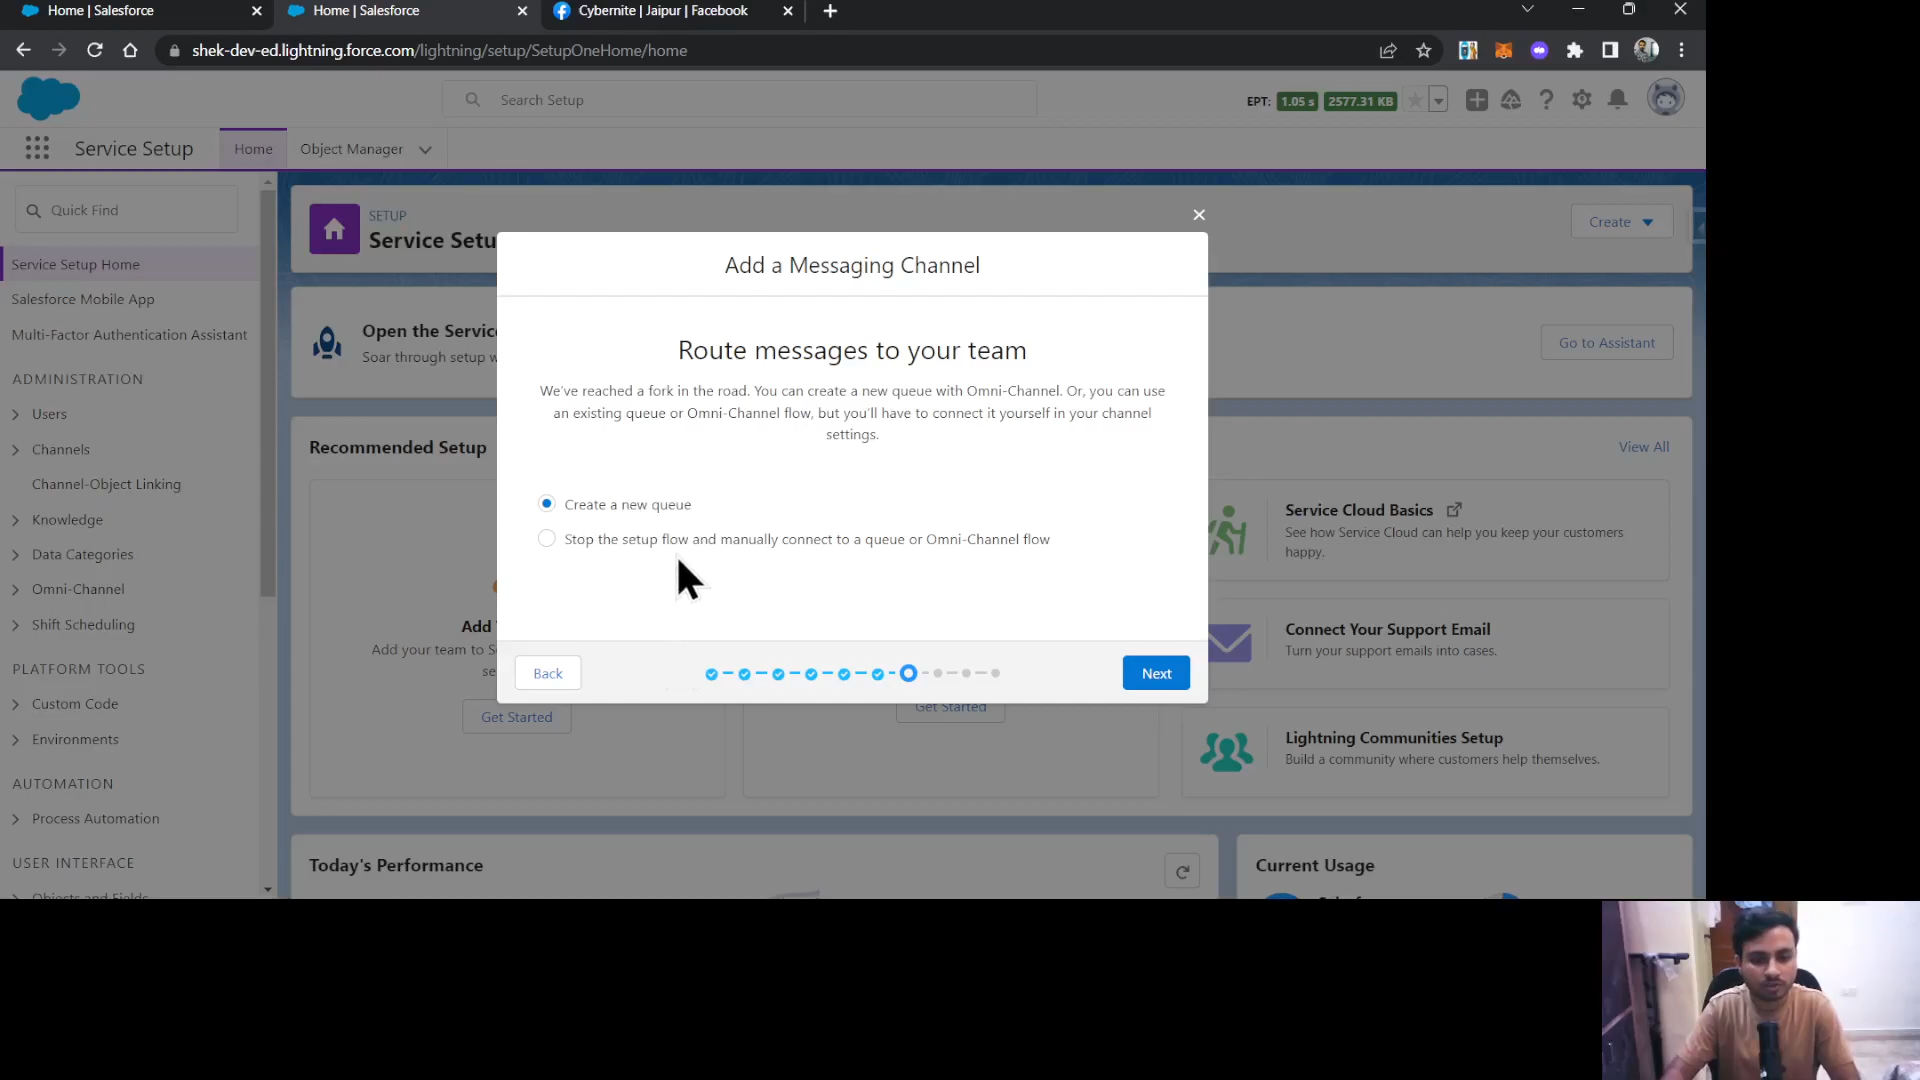 Home | Salesforce
Home | Salesforce
Cybernite | Jaipur | Facebook
shek-dev-ed.lightning.force.com/lightning/setup/SetupOneHome/home
Search Setup
EPT: 1.05 s 2577.31 KB
Service Setup
Home
Object Manager
Quick Find
Service Setup Home
Salesforce Mobile App
Multi-Factor Authentication Assistant
ADMINISTRATION
Users
Channels
Channel-Object Linking
Knowledge
Data Categories
Omni-Channel
Shift Scheduling
PLATFORM TOOLS
Custom Code
Environments
AUTOMATION
Process Automation
USER INTERFACE
Objects and Fields
SETUP
Service Setu
Create
Open the Servic
Soar through setup w
Go to Assistant
Recommended Setup
View All
Add
Add your team to S
se
Get Started
Get Started
Service Cloud Basics
See how Service Cloud can help you keep your customers
happy.
Connect Your Support Email
Turn your support emails into cases.
Lightning Communities Setup
Build a community where customers help themselves.
Today's Performance
Current Usage
Add a Messaging Channel
Route messages to your team
We've reached a fork in the road. You can create a new queue with Omni-Channel. Or, you can use
an existing queue or Omni-Channel flow, but you'll have to connect it yourself in your channel
settings.
Create a new queue
Stop the setup flow and manually connect to a queue or Omni-Channel flow
Back
Next